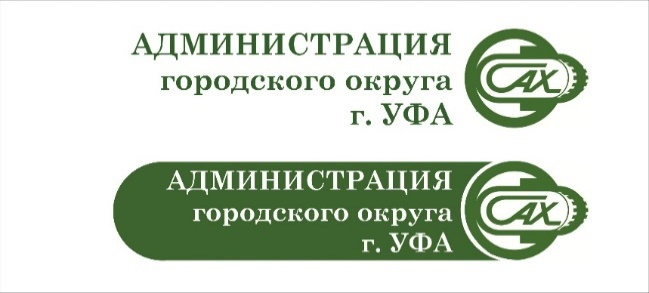 АДМИНИСТРАЦИЯ
городского округа
г. УФА
САХ
АДМИНИСТРАЦИЯ
городского округа
г. УФА
САХ